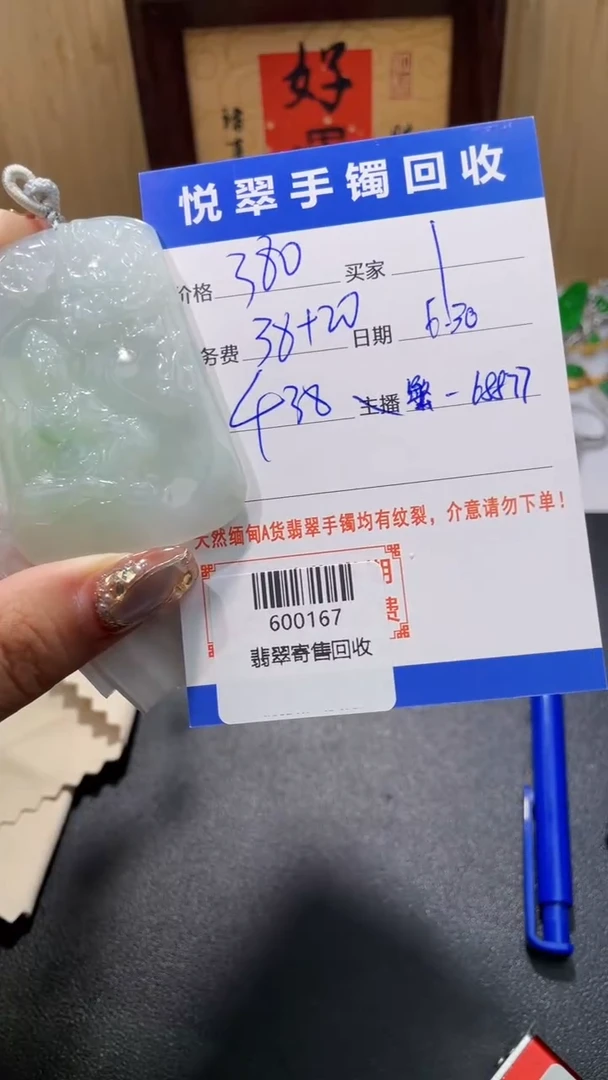 好
悦翠手镯回收
价格 380 买家
务费 38+20 日期 6.30
438 主播 蟹-68877
天然缅甸A货翡翠手镯均有纹裂，介意请勿下单！
600167
翡翠寄售回收